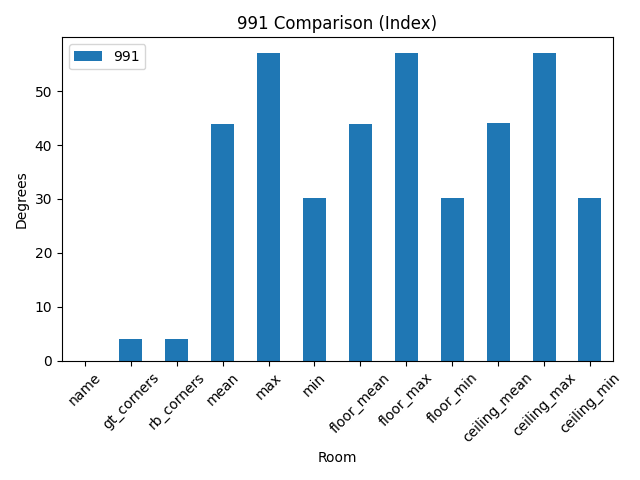 991 Comparison (Index)
991
Degrees
50
40
30
20
10
0
name
gt_corners
rb_corners
mean
max
min
floor_mean
floor_max
floor_min
ceiling_mean
ceiling_max
ceiling_min
Room